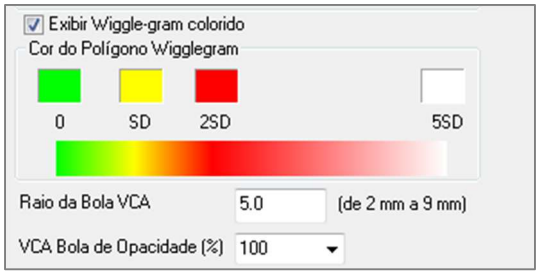 Exibir Wiggle-gram colorido
Cor do Polígono Wigglegram
0 SD 2SD 5SD
Raio da Bola VCA 5.0 (de 2 mm a 9 mm)
VCA Bola de Opacidade (%) 100